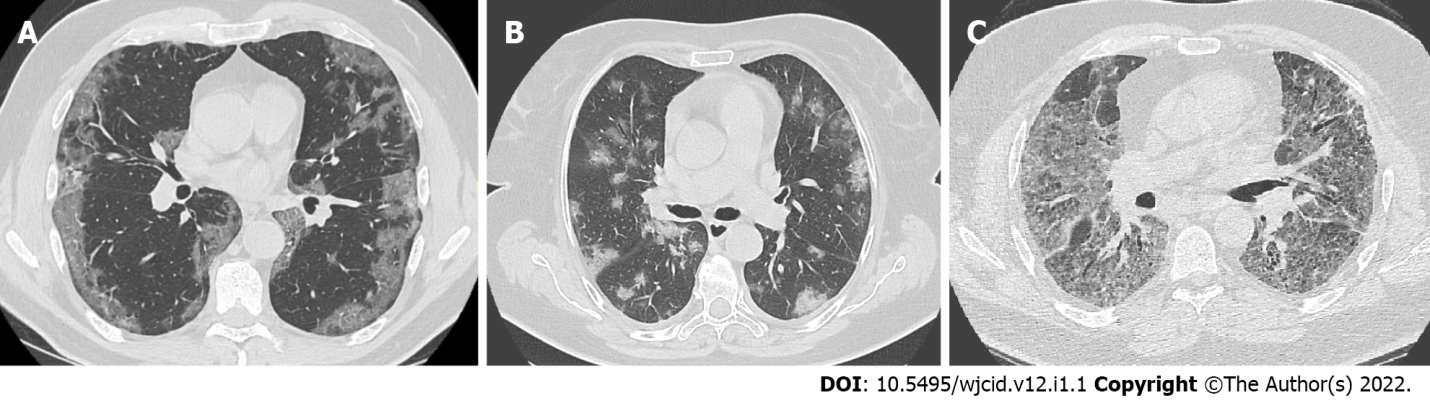 A
B
C
DOI: 10.5495/wjcid.v12.i1.1 Copyright ©The Author(s) 2022.